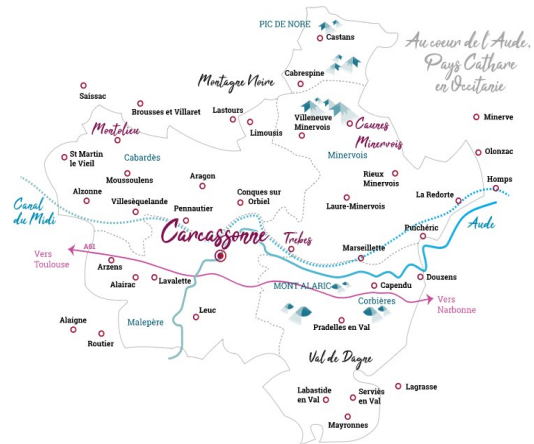 PIC DE NORE
Castans
Au coeur de l'Aude,
Pays Cathare
en Occitanie
Montagne Noire
Cabrespine
Saissac
Brousses et Villaret
Lastours
Limousis
Villeneuve
Minervois
Caunes
Minervois
Minerve
Montolieu
St Martin
le Vieil
Cabardès
Minervois
Olonzac
Moussoulens
Aragon
Rieux
Minervois
Homps
Alzonne
Villesèquelande
Conques sur
Orbiel
Laure-Minervois
La Redorte
Canal
du Midi
Pennautier
Carcassonne
Trèbes
Puichéric
Aude
Marseillette
Vers
Toulouse
A61
Arzens
Alairac
Lavalette
MONT ALARIC
Capendu
Douzens
Corbières
Vers
Narbonne
Alaigne
Routier
Malepère
Leuc
Pradelles en Val
Val de Dagne
Labastide
en Val
Serviès
en Val
Lagrasse
Mayronnes